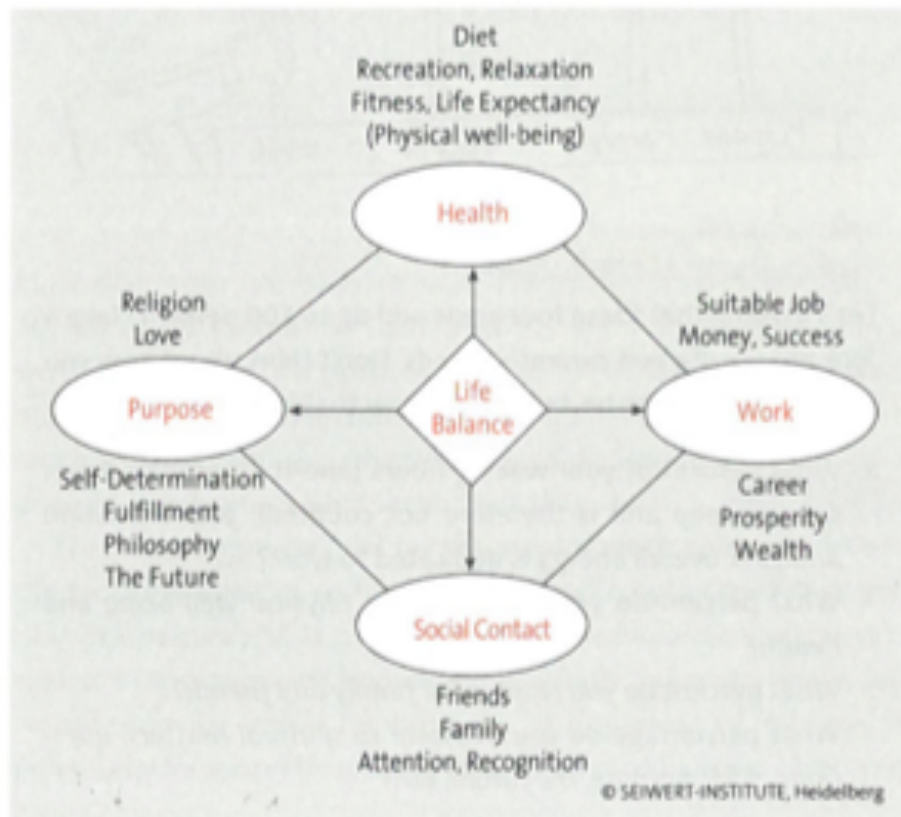 Diet
Recreation, Relaxation
Fitness, Life Expectancy
(Physical well-being)
Health
Religion
Love
Purpose
Self-Determination
Fulfillment
Philosophy
The Future
Life
Balance
Suitable Job
Money, Success
Work
Career
Prosperity
Wealth
Social Contact
Friends
Family
Attention, Recognition
© SEIWERT-INSTITUTE, Heidelberg